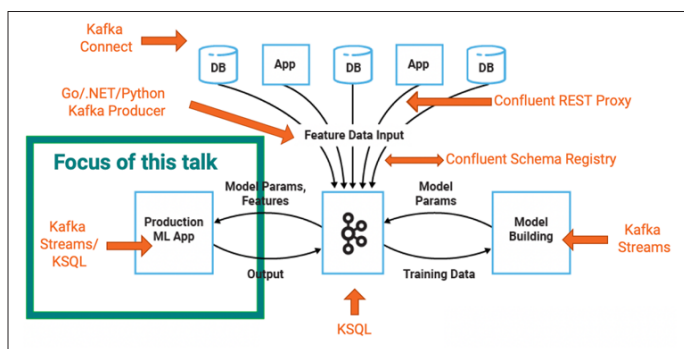 Kafka
Connect
DB
App
DB
App
DB
Go/.NET/Python
Kafka Producer
Confluent REST Proxy
Feature Data Input
Focus of this talk
Confluent Schema Registry
Model Params,
Features
Model
Params
Kafka
Streams/
KSQL
Production
ML App
Model
Building
Kafka
Streams
Output
Training Data
KSQL